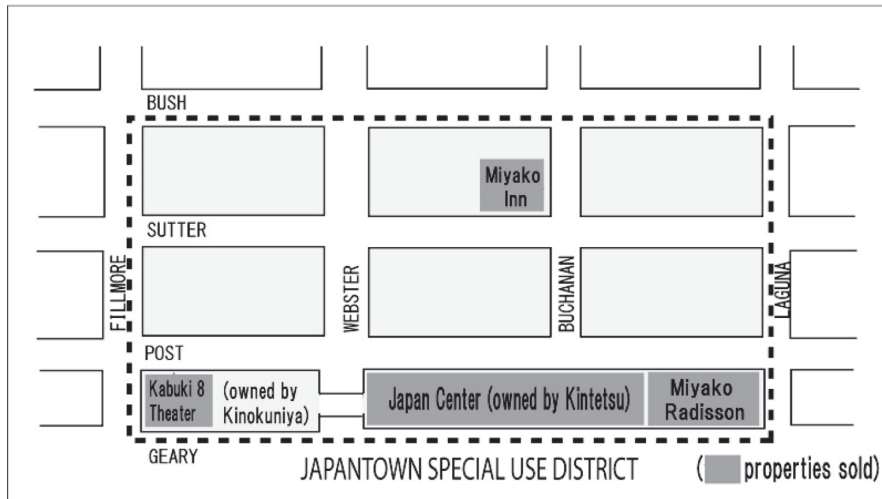 BUSH
Miyako
Inn
SUTTER
FILLMORE
WEBSTER
BUCHANAN
LAGUNA
POST
Kabuki 8
Theater
(owned by
Kinokuniya)
Japan Center (owned by Kintetsu)
Miyako
Radisson
GEARY
JAPANTOWN SPECIAL USE DISTRICT
( properties sold)